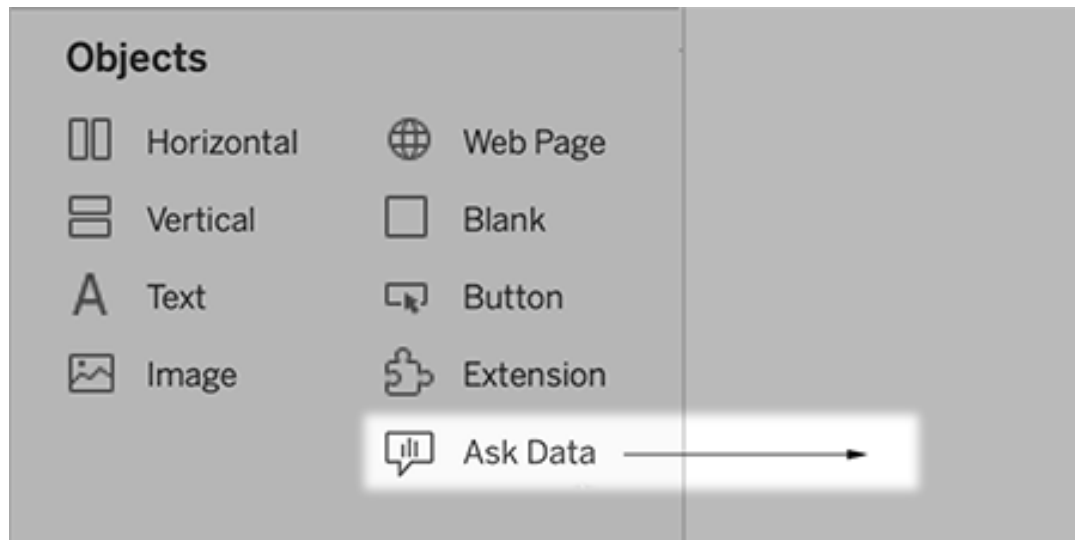 Objects
Horizontal
Web Page
Vertical
Blank
Text
Button
Image
Extension
Ask Data